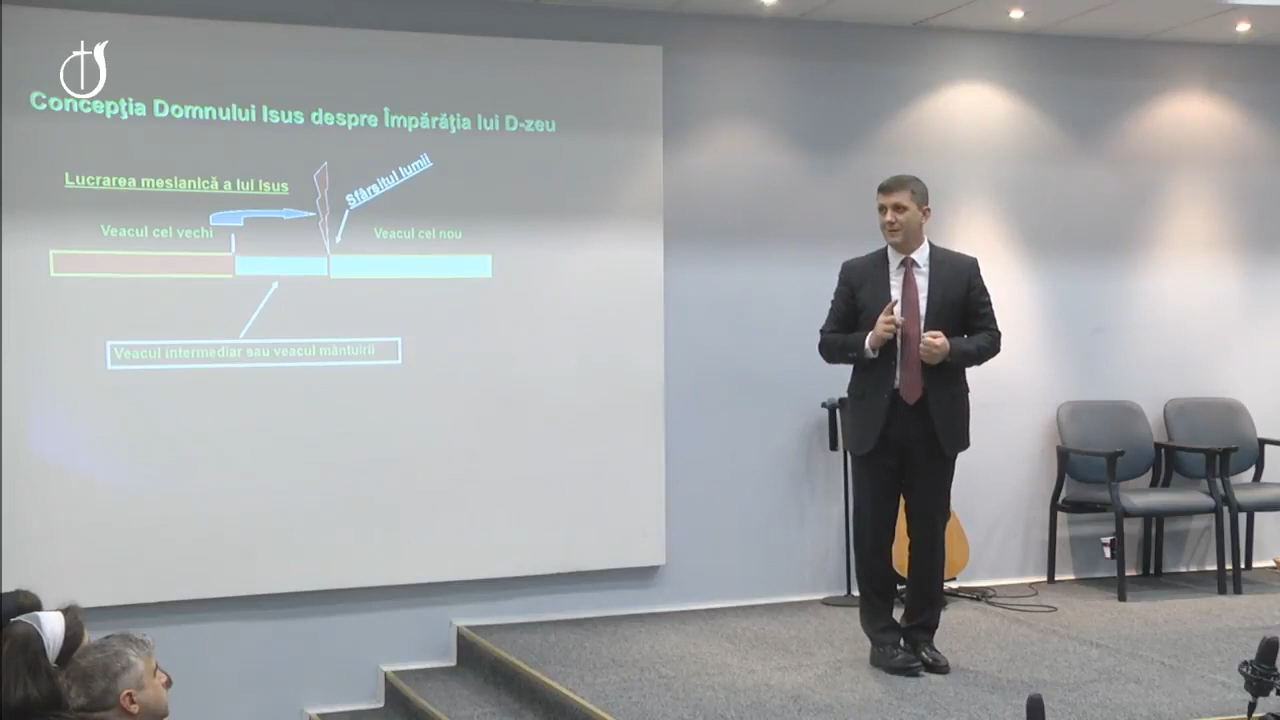 Concepţia Domnului Isus despre Împărăţia lui D-zeu
Lucrarea mesianică a lui Isus
Sfârşitul lumii
Veacul cel vechi
Veacul cel nou
Veacul intermediar sau veacul mântuirii